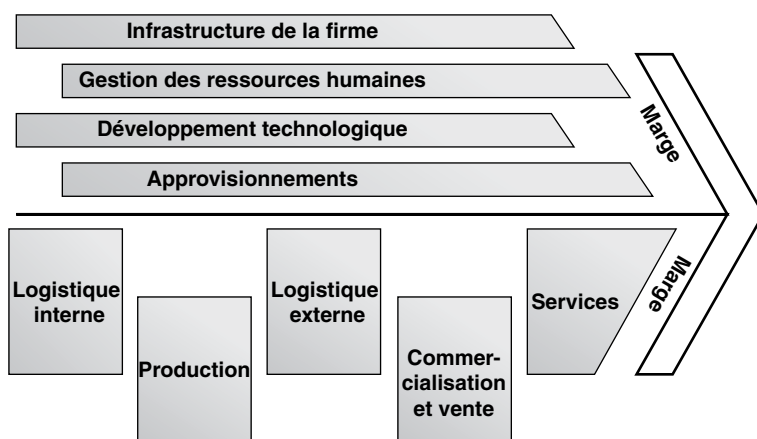 Infrastructure de la firme
Gestion des ressources humaines
Développement technologique
Approvisionnements
Marge
Logistique
interne
Production
Logistique
externe
Commer-
cialisation
et vente
Services
Marge